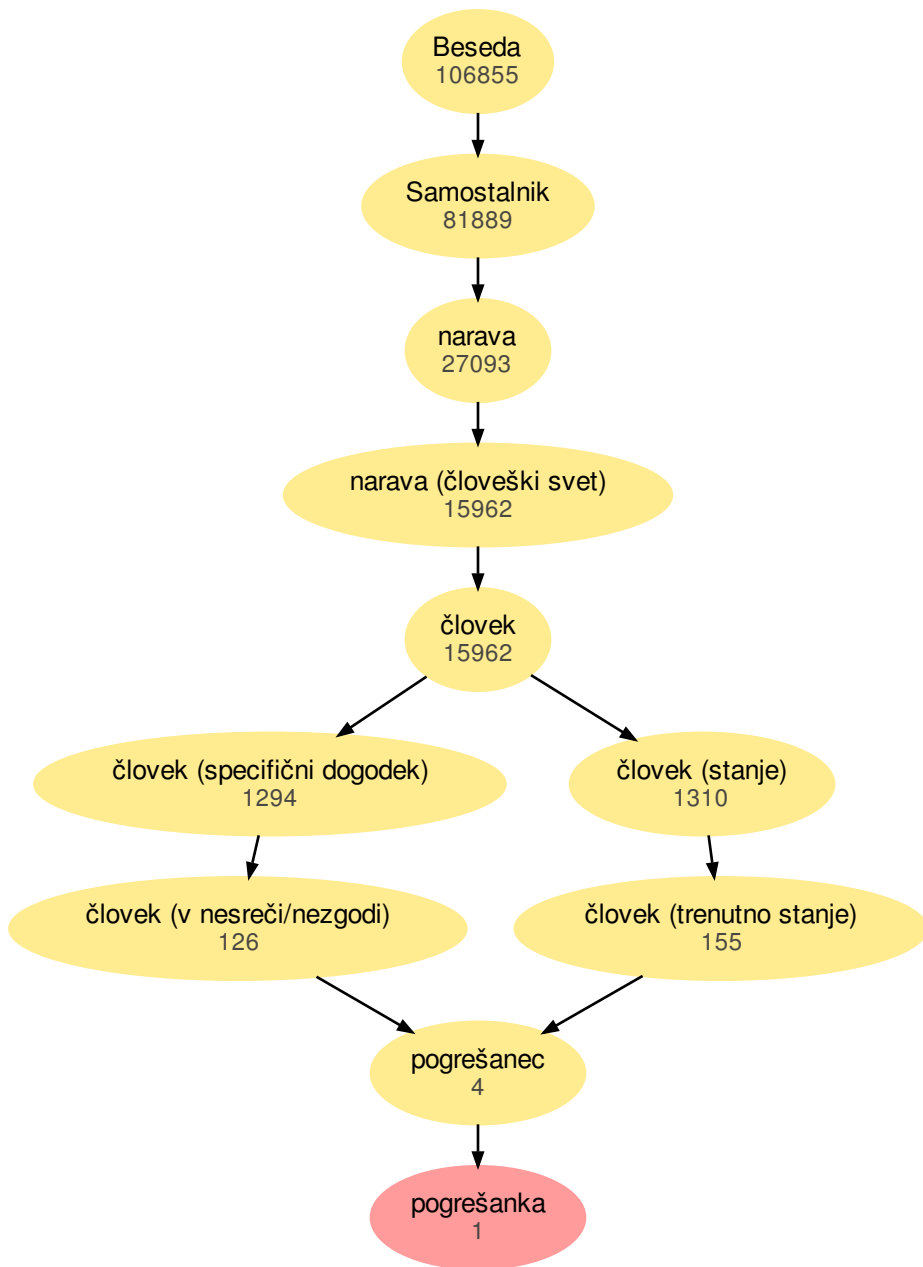 Beseda
106855
Samostalnik
81889
narava
27093
narava (človeški svet)
15962
človek
15962
človek (specifični dogodek)
1294
človek (stanje)
1310
človek (v nesreči/nezgodi)
126
človek (trenutno stanje)
155
pogrešanec
4
pogrešanka
1